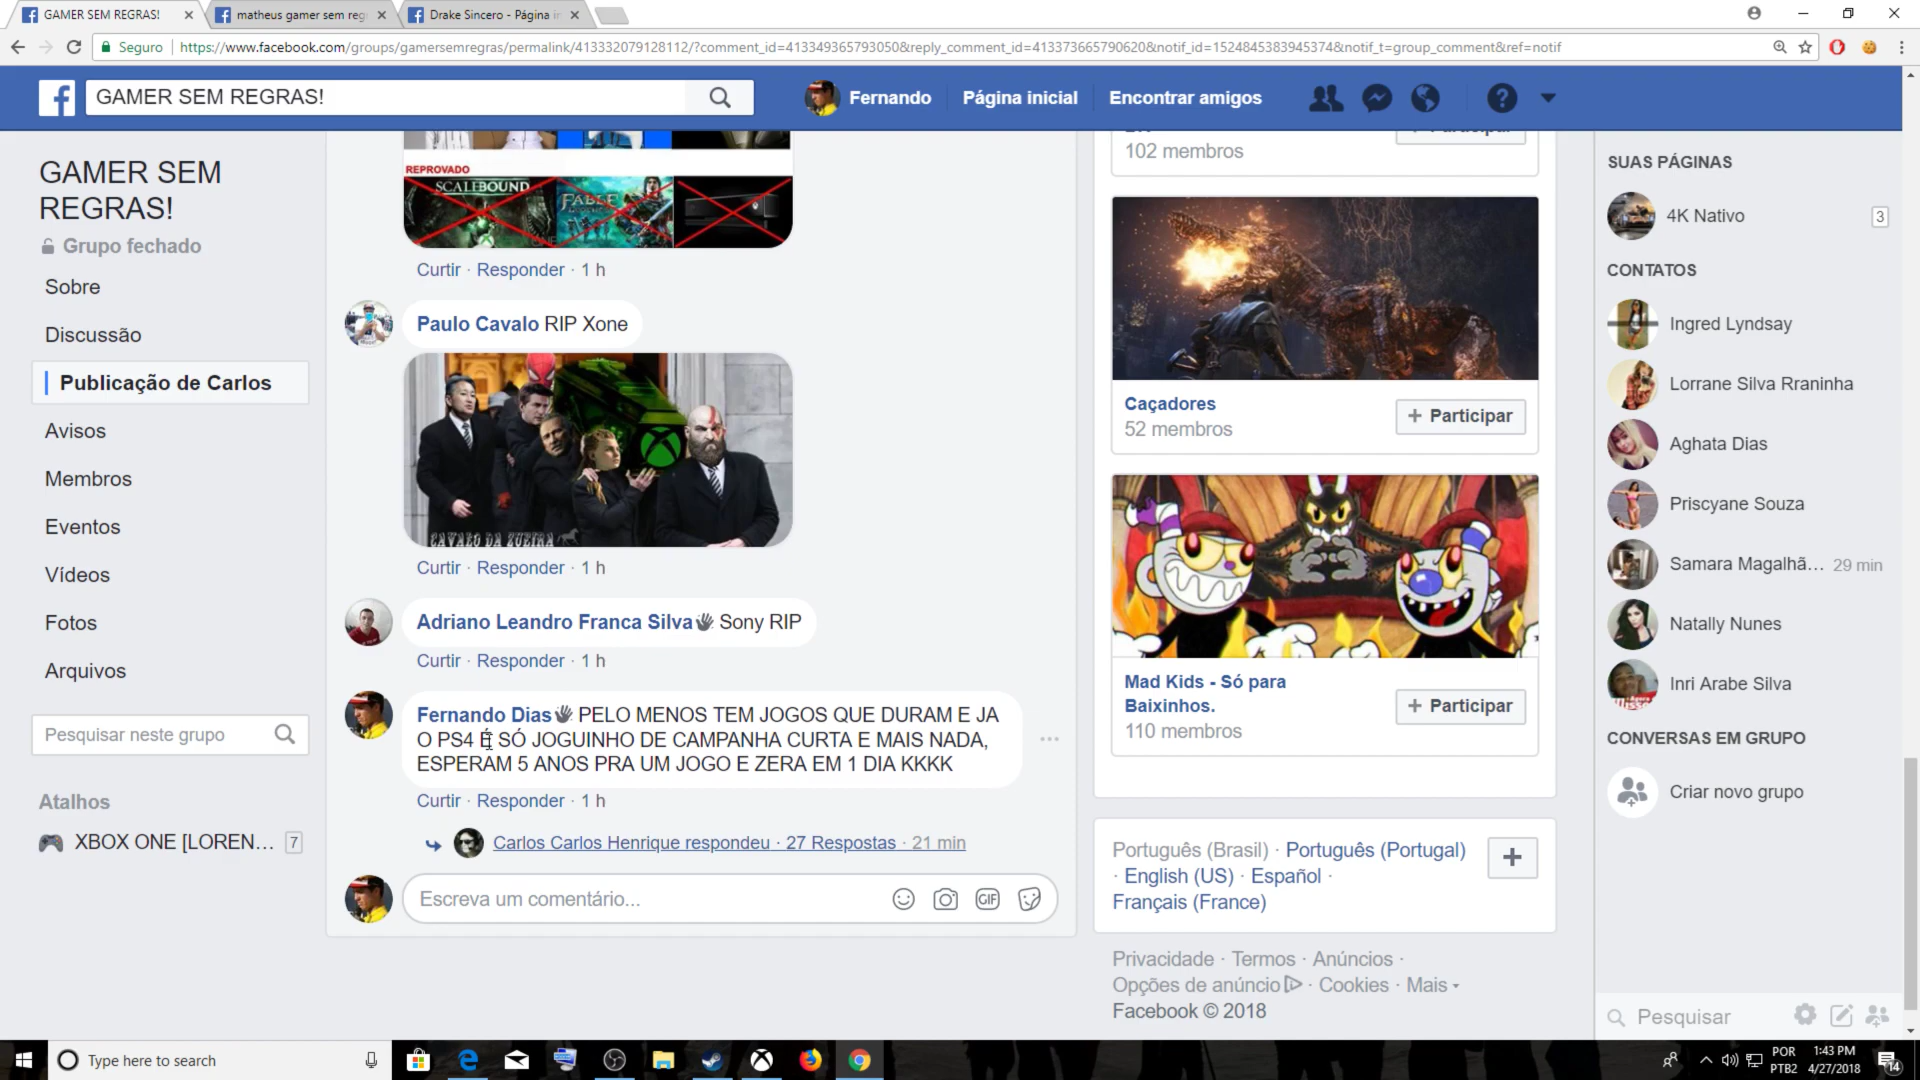 GAMER SEM REGRAS!
matheus gamer sem reg
Drake Sincero - Página in
Seguro
https://www.facebook.com/groups/gamersemregras/permalink/413332079128112/?comment_id=413349365793050&reply_comment_id=413373665790620&notif_id=1524845383945374&notif_t=group_comment&ref=notif
GAMER SEM REGRAS!
Fernando
Página inicial
Encontrar amigos
GAMER SEM
REGRAS!
Grupo fechado
Sobre
Discussão
Publicação de Carlos
Avisos
Membros
Eventos
Vídeos
Fotos
Arquivos
Pesquisar neste grupo
Atalhos
XBOX ONE [LOREN... 7
REPROVADO
SCALEBOUND
FABLE
Curtir · Responder · 1 h
Paulo Cavalo RIP Xone
CAVALO DA ZUEIRA
Curtir · Responder · 1 h
Adriano Leandro Franca Silva Sony RIP
Curtir · Responder · 1 h
Fernando Dias PELO MENOS TEM JOGOS QUE DURAM E JA
O PS4 É SÓ JOGUINHO DE CAMPANHA CURTA E MAIS NADA,
ESPERAM 5 ANOS PRA UM JOGO E ZERA EM 1 DIA KKKK
Curtir · Responder · 1 h
Carlos Carlos Henrique respondeu · 27 Respostas · 21 min
Escreva um comentário...
GIF
102 membros
Caçadores
52 membros
+ Participar
Mad Kids - Só para
Baixinhos.
110 membros
+ Participar
Português (Brasil) · Português (Portugal)
· English (US) · Español ·
Français (France)
Privacidade · Termos · Anúncios ·
Opções de anúncio · Cookies · Mais
Facebook © 2018
SUAS PÁGINAS
4K Nativo 3
CONTATOS
Ingred Lyndsay
Lorrane Silva Rraninha
Aghata Dias
Priscyane Souza
Samara Magalhã... 29 min
Natally Nunes
Inri Arabe Silva
CONVERSAS EM GRUPO
Criar novo grupo
Pesquisar
Type here to search
POR
PTB2
1:43 PM
4/27/2018
14